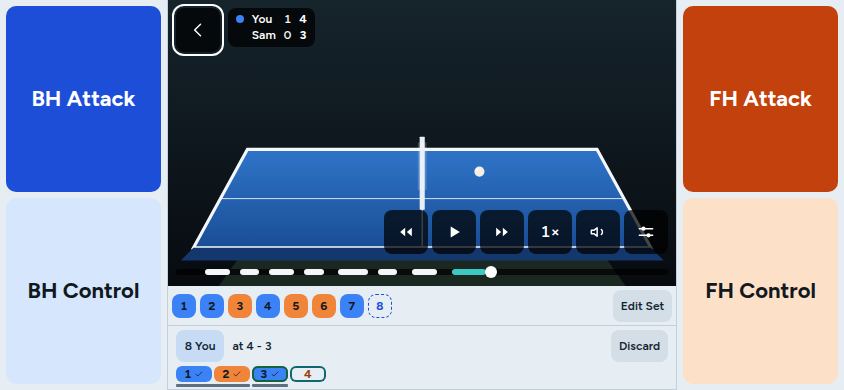 BH Attack
BH Control
You 1 4
Sam 0 3
1×
1 2 3 4 5 6 7 8
Edit Set
8 You at 4 - 3
Discard
1 ✓ 2 ✓ 3 ✓ 4
FH Attack
FH Control